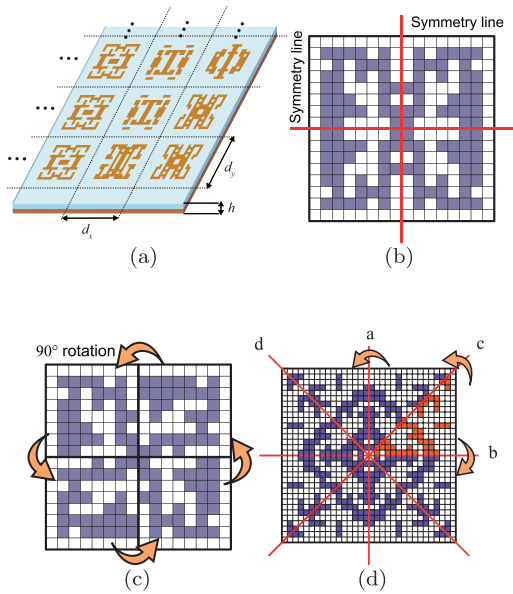 Symmetry line
Symmetry line
d_y
h
d_x
(a)
(b)
90° rotation
a
d
c
b
(c)
(d)